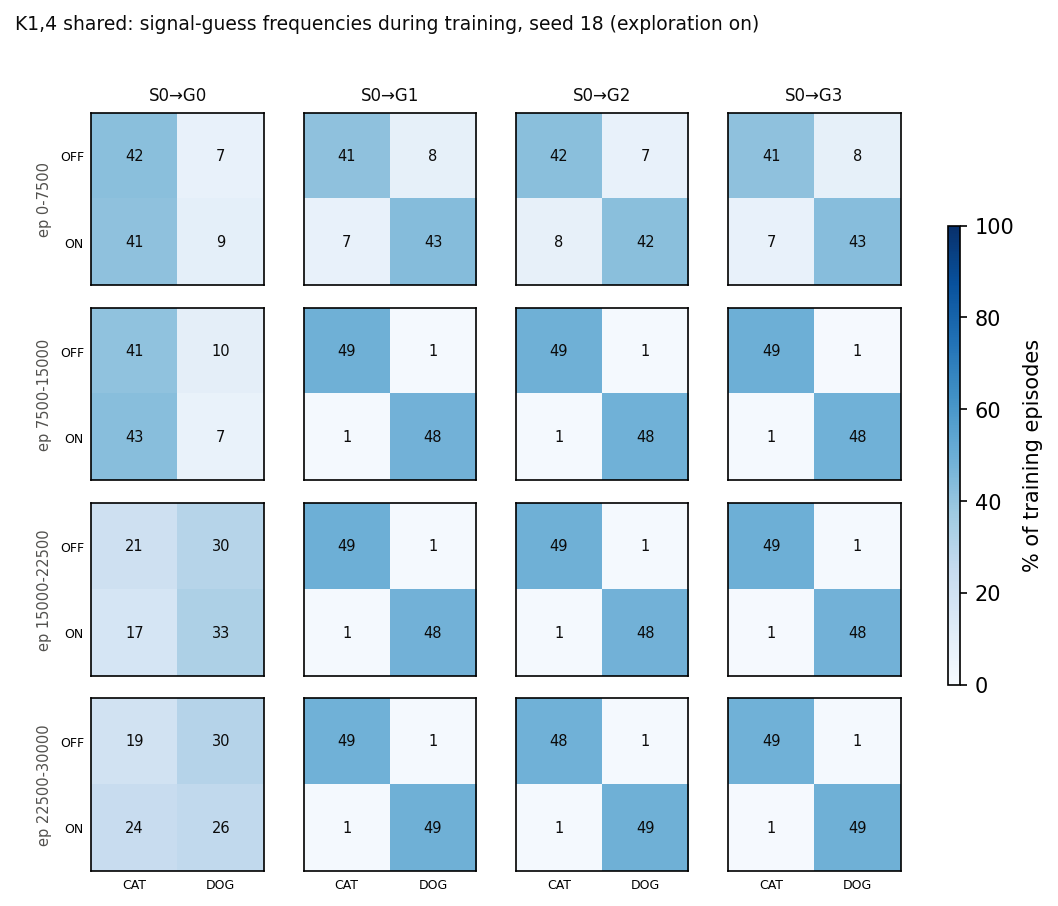 K1,4 shared: signal-guess frequencies during training, seed 18 (exploration on)
S0→G0 S0→G1 S0→G2 S0→G3
ep 0-7500
OFF 42 7 41 8 42 7 41 8
ON 41 9 7 43 8 42 7 43
ep 7500-15000
OFF 41 10 49 1 49 1 49 1
ON 43 7 1 48 1 48 1 48
ep 15000-22500
OFF 21 30 49 1 49 1 49 1
ON 17 33 1 48 1 48 1 48
ep 22500-30000
OFF 19 30 49 1 48 1 49 1
ON 24 26 1 49 1 49 1 49
CAT DOG CAT DOG CAT DOG CAT DOG
100
80
60
40
20
0
% of training episodes